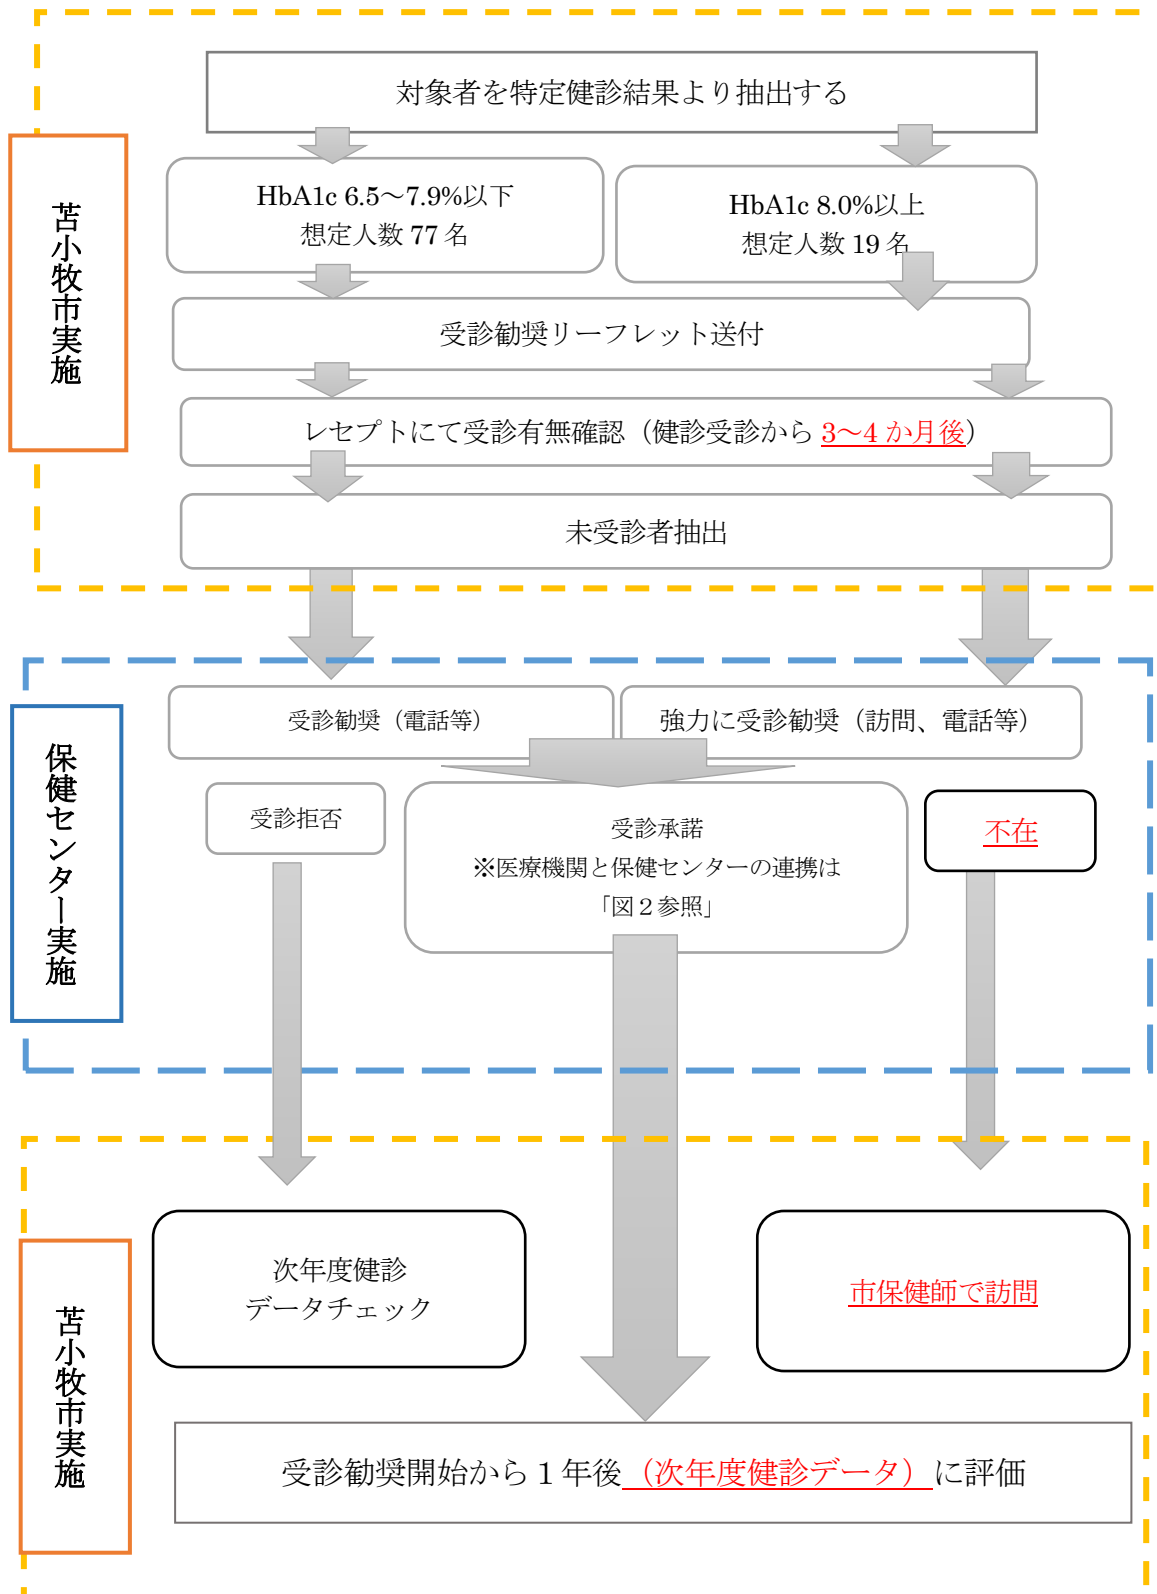 対象者を特定健診結果より抽出する
苫小牧市実施
HbA1c 6.5～7.9%以下
想定人数 77 名
HbA1c 8.0%以上
想定人数 19 名
受診勧奨リーフレット送付
レセプトにて受診有無確認（健診受診から 3～4 か月後）
未受診者抽出
保健センター実施
受診勧奨（電話等）
強力に受診勧奨（訪問、電話等）
受診拒否
受診承諾
※医療機関と保健センターの連携は
「図２参照」
不在
苫小牧市実施
次年度健診
データチェック
市保健師で訪問
受診勧奨開始から１年後（次年度健診データ）に評価